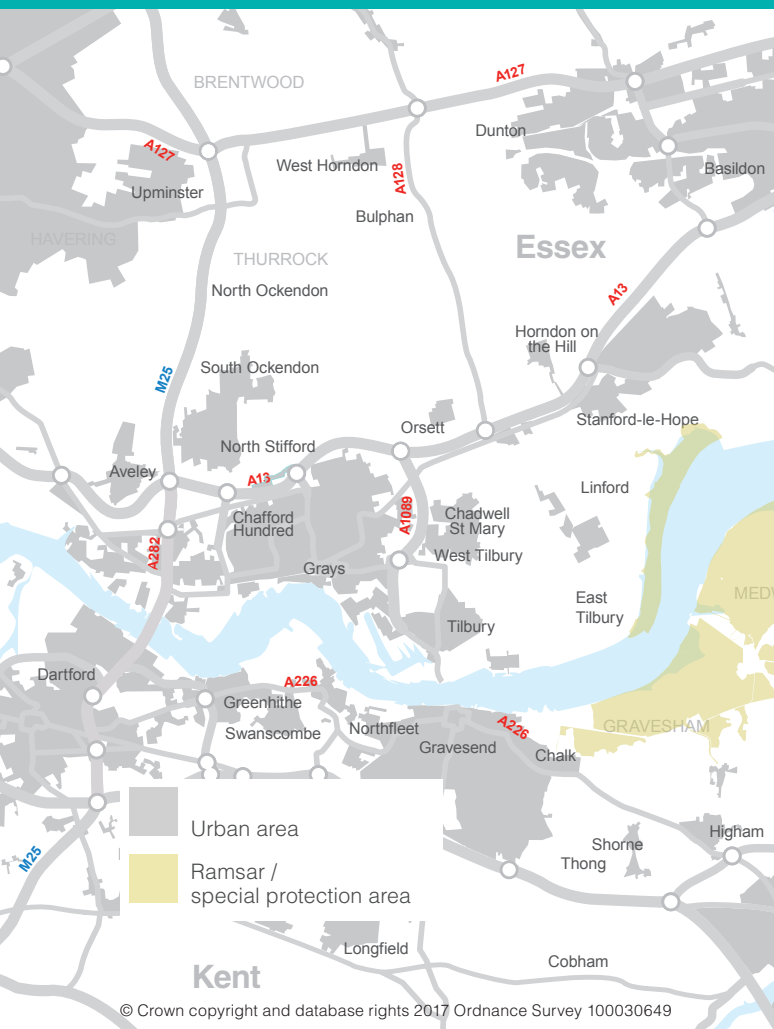 A127
BRENTWOOD
Dunton
A127
West Horndon
A128
Basildon
Upminster
Bulphan
HAVERING
Essex
THURROCK
North Ockendon
A13
Horndon on
the Hill
M25
South Ockendon
Stanford-le-Hope
Orsett
North Stifford
Aveley
A13
Linford
A1089
Chadwell
St Mary
Chafford
Hundred
A282
West Tilbury
Grays
MEDW
East
Tilbury
Tilbury
Dartford
A226
Greenhithe
Swanscombe
Northfleet
A226
GRAVESHAM
Gravesend
Chalk
Urban area
Higham
Shorne
Thong
M25
Ramsar /
special protection area
Longfield
Cobham
Kent
© Crown copyright and database rights 2017 Ordnance Survey 100030649